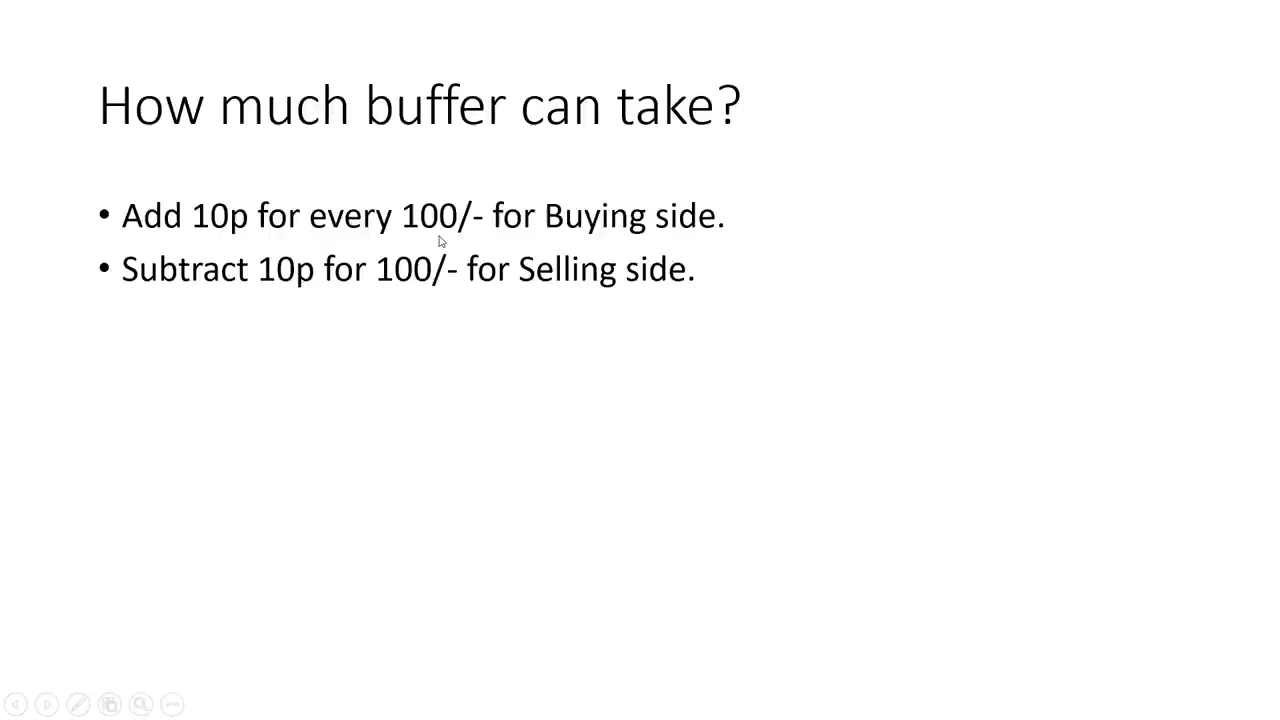 How much buffer can take?
• Add 10p for every 100/- for Buying side.
• Subtract 10p for 100/- for Selling side.